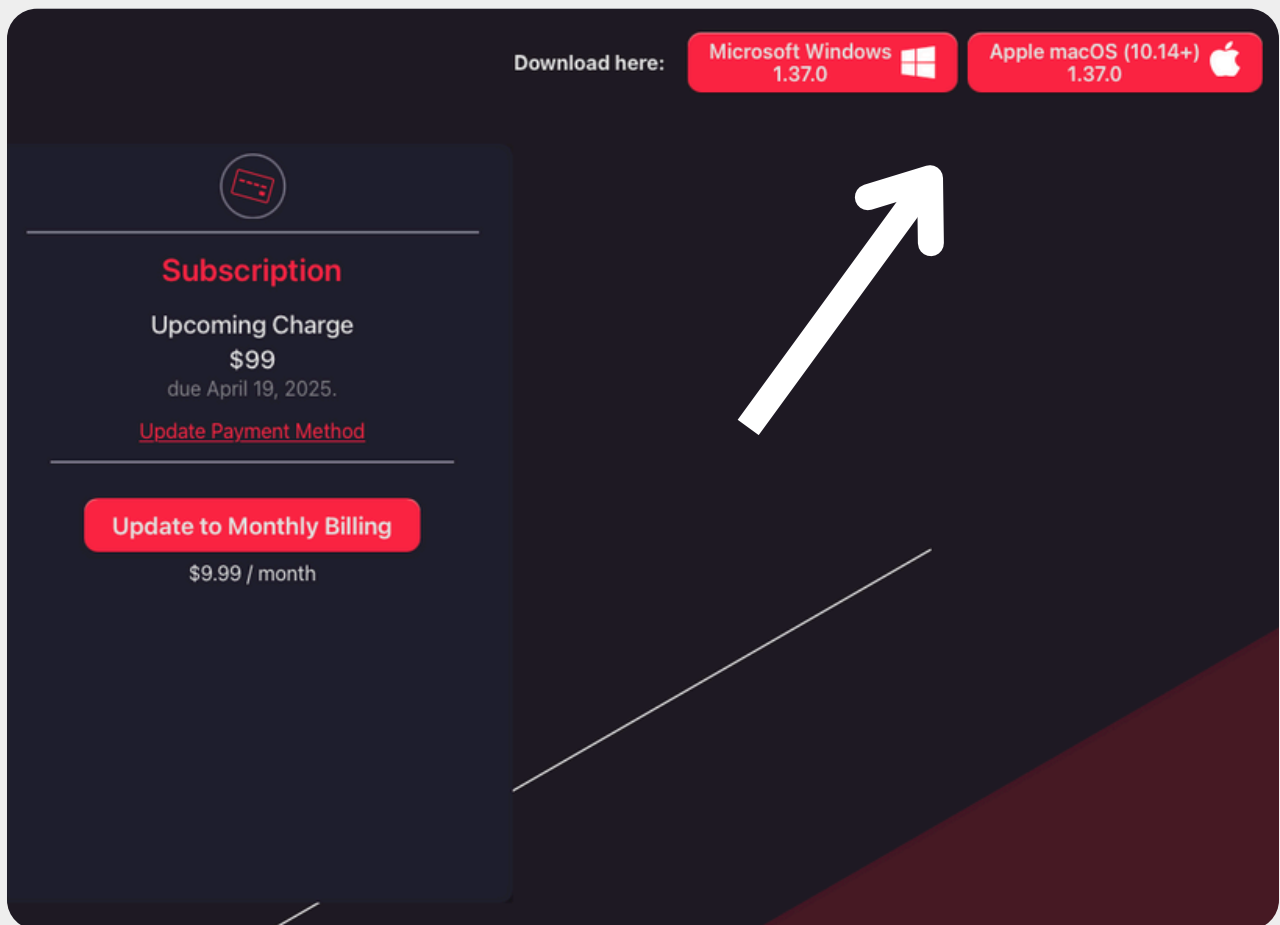 Download here:
Microsoft Windows
1.37.0
Apple macOS (10.14+)
1.37.0
Subscription
Upcoming Charge
$99
due April 19, 2025.
Update Payment Method
Update to Monthly Billing
$9.99 / month